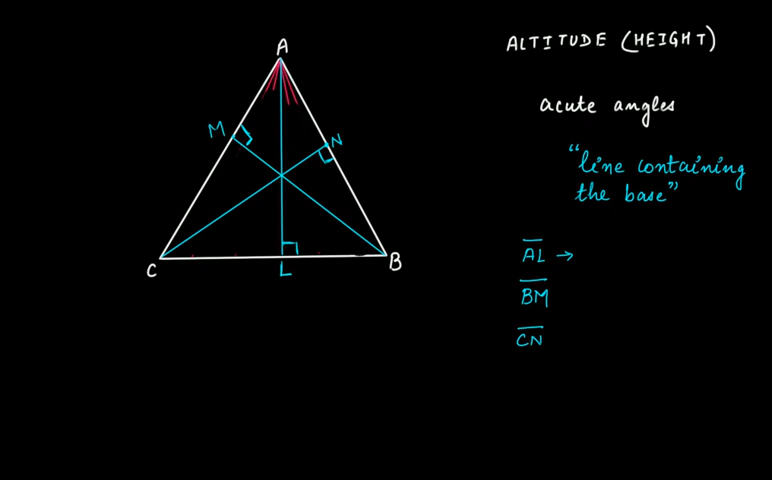 ALTITUDE (HEIGHT)
A
acute angles
M
N
"line containing
the base"
AL →
C
L
B
BM
CN